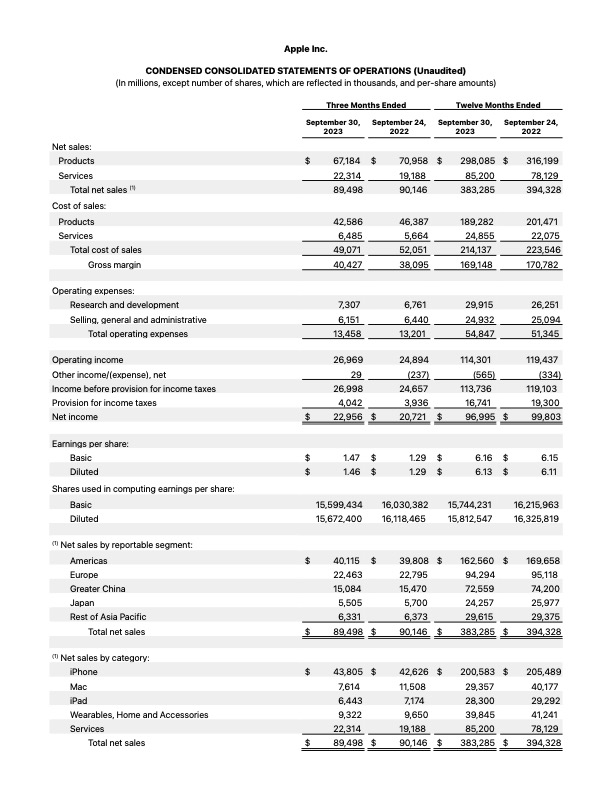 Apple Inc.
CONDENSED CONSOLIDATED STATEMENTS OF OPERATIONS (Unaudited)
(In millions, except number of shares, which are reflected in thousands, and per-share amounts)
Three Months Ended Twelve Months Ended
September 30, 2023 September 24, 2022 September 30, 2023 September 24, 2022
Net sales:
Products $ 67,184 $ 70,958 $ 298,085 $ 316,199
Services 22,314 19,188 85,200 78,129
Total net sales (1) 89,498 90,146 383,285 394,328
Cost of sales:
Products 42,586 46,387 189,282 201,471
Services 6,485 5,664 24,855 22,075
Total cost of sales 49,071 52,051 214,137 223,546
Gross margin 40,427 38,095 169,148 170,782
Operating expenses:
Research and development 7,307 6,761 29,915 26,251
Selling, general and administrative 6,151 6,440 24,932 25,094
Total operating expenses 13,458 13,201 54,847 51,345
Operating income 26,969 24,894 114,301 119,437
Other income/(expense), net 29 (237) (565) (334)
Income before provision for income taxes 26,998 24,657 113,736 119,103
Provision for income taxes 4,042 3,936 16,741 19,300
Net income $ 22,956 $ 20,721 $ 96,995 $ 99,803
Earnings per share:
Basic $ 1.47 $ 1.29 $ 6.16 $ 6.15
Diluted $ 1.46 $ 1.29 $ 6.13 $ 6.11
Shares used in computing earnings per share:
Basic 15,599,434 16,030,382 15,744,231 16,215,963
Diluted 15,672,400 16,118,465 15,812,547 16,325,819
(1) Net sales by reportable segment:
Americas $ 40,115 $ 39,808 $ 162,560 $ 169,658
Europe 22,463 22,795 94,294 95,118
Greater China 15,084 15,470 72,559 74,200
Japan 5,505 5,700 24,257 25,977
Rest of Asia Pacific 6,331 6,373 29,615 29,375
Total net sales $ 89,498 $ 90,146 $ 383,285 $ 394,328
(1) Net sales by category:
iPhone $ 43,805 $ 42,626 $ 200,583 $ 205,489
Mac 7,614 11,508 29,357 40,177
iPad 6,443 7,174 28,300 29,292
Wearables, Home and Accessories 9,322 9,650 39,845 41,241
Services 22,314 19,188 85,200 78,129
Total net sales $ 89,498 $ 90,146 $ 383,285 $ 394,328